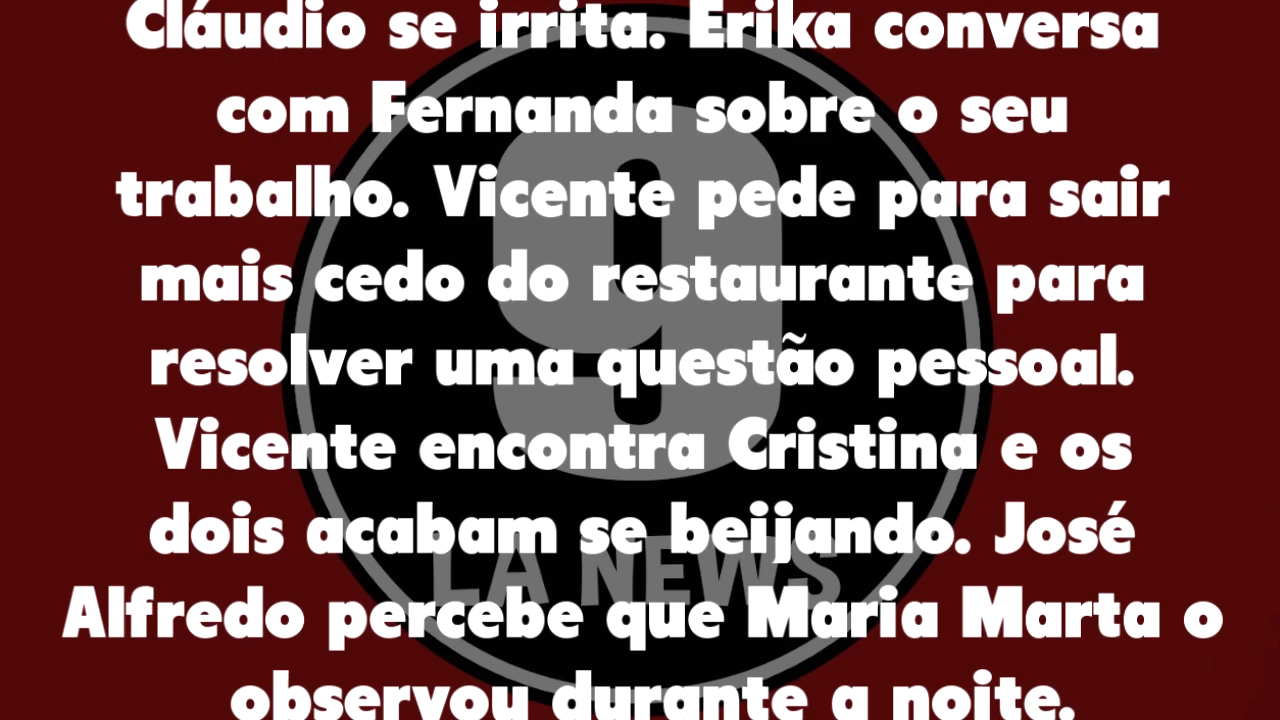 Cláudio se irrita. Erika conversa
com Fernanda sobre o seu
trabalho. Vicente pede para sair
mais cedo do restaurante para
resolver uma questão pessoal.
Vicente encontra Cristina e os
dois acabam se beijando. José
Alfredo percebe que Maria Marta o
observou durante a noite.
9
LA NEWS